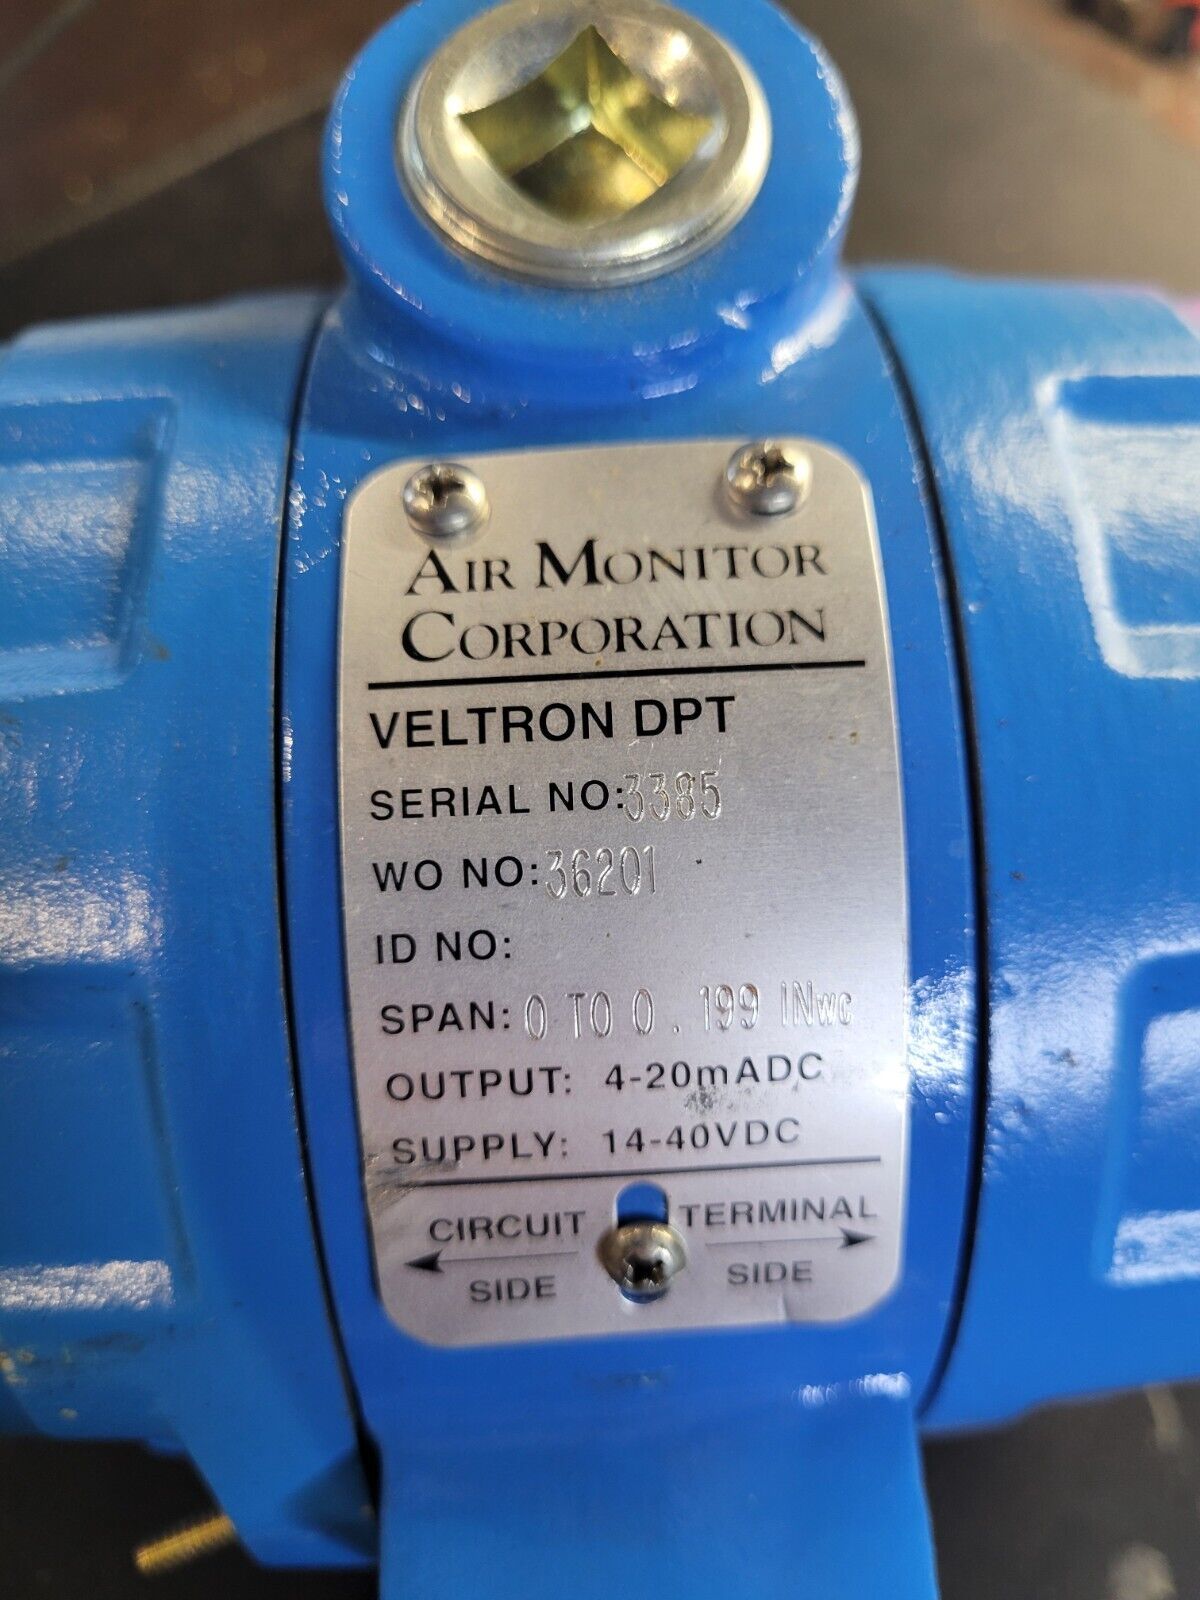 AIR MONITOR
CORPORATION
VELTRON DPT
SERIAL NO: 3385
WO NO: 36201
ID NO:
SPAN: 0 TO 0.199 INwc
OUTPUT: 4-20mADC
SUPPLY: 14-40VDC
CIRCUIT SIDE
TERMINAL SIDE